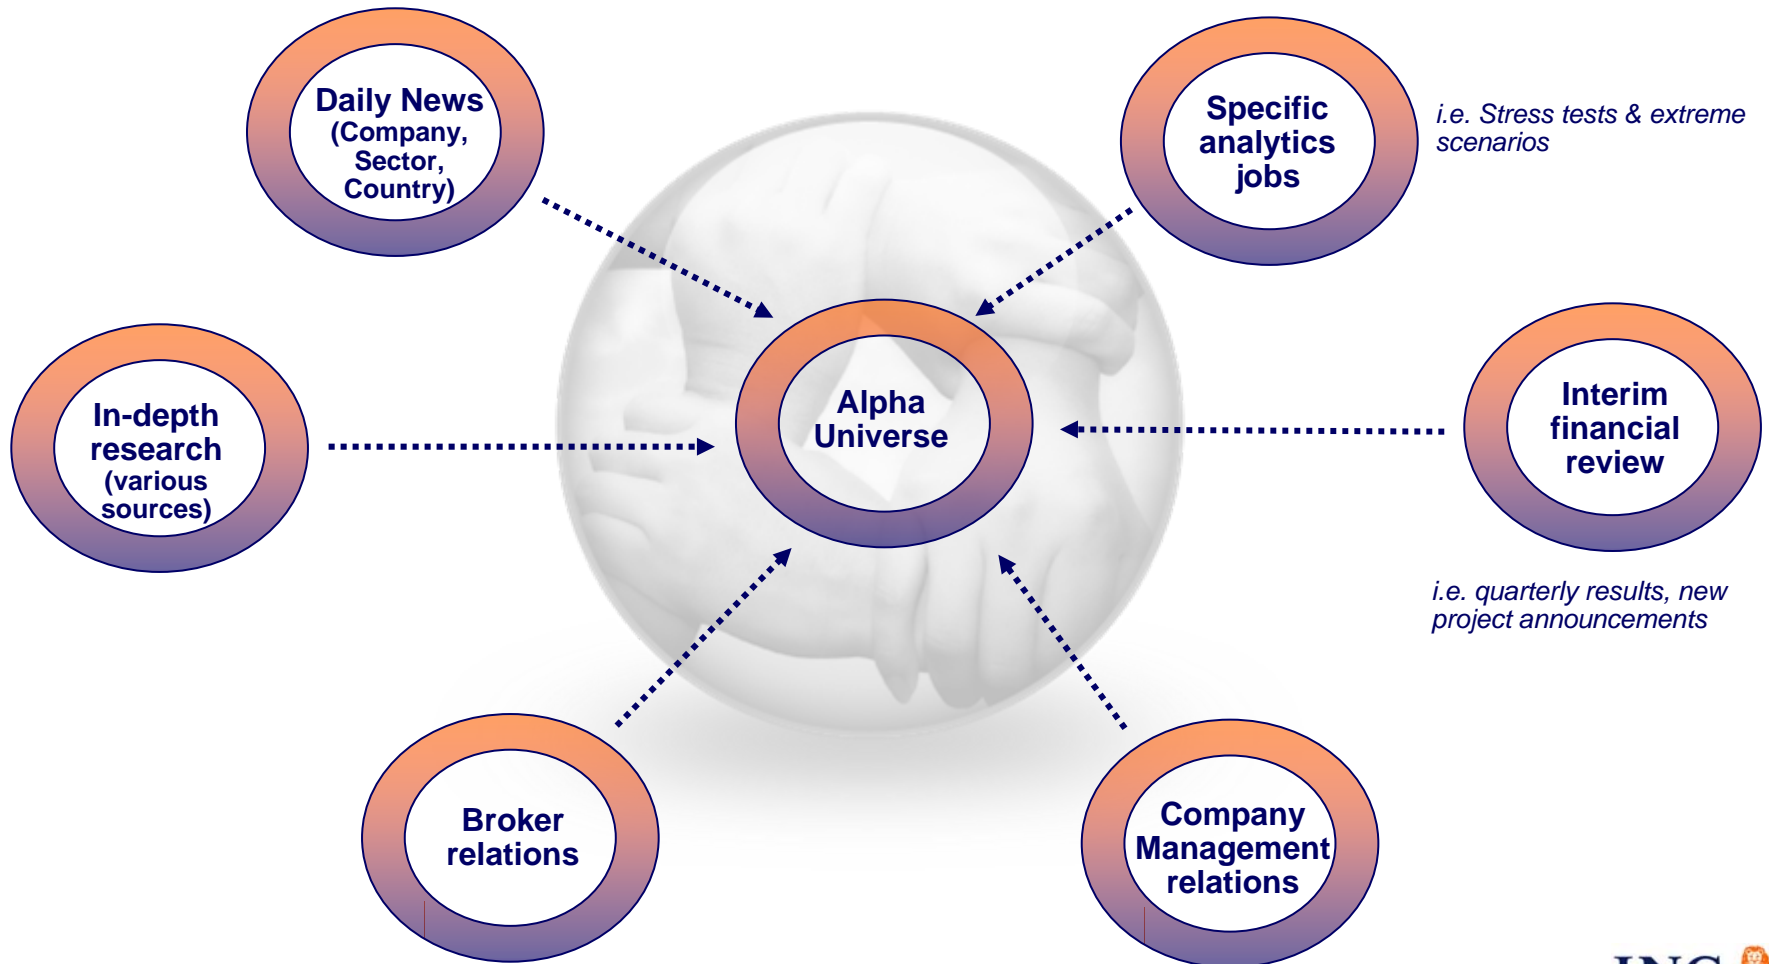 Daily News
(Company,
Sector,
Country)
Specific
analytics
jobs
i.e. Stress tests & extreme
scenarios
In-depth
research
(various
sources)
Alpha
Universe
Interim
financial
review
i.e. quarterly results, new
project announcements
Broker
relations
Company
Management
relations
ING